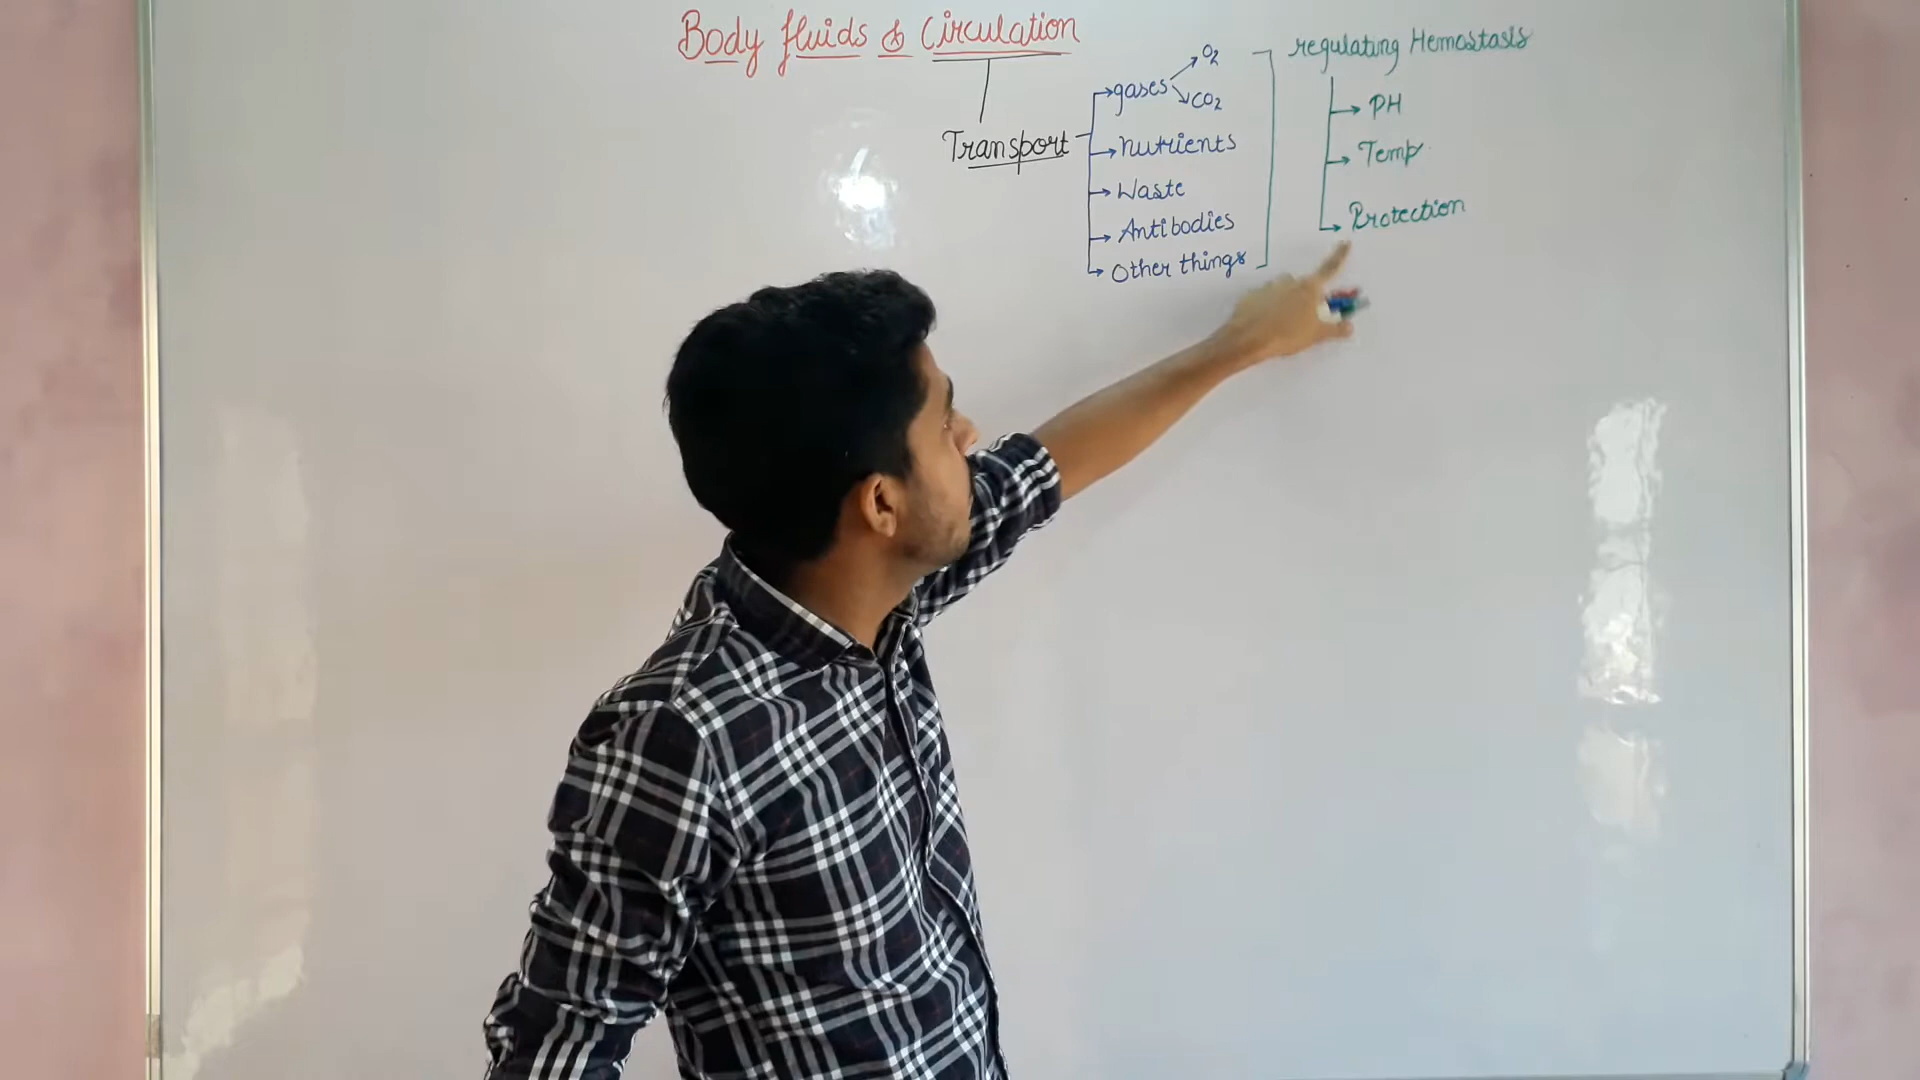 Body fluids & Circulation
Transport
gases
O2
CO2
Nutrients
Waste
Antibodies
Other things
regulating Hemostasis
PH
Temp
Protection